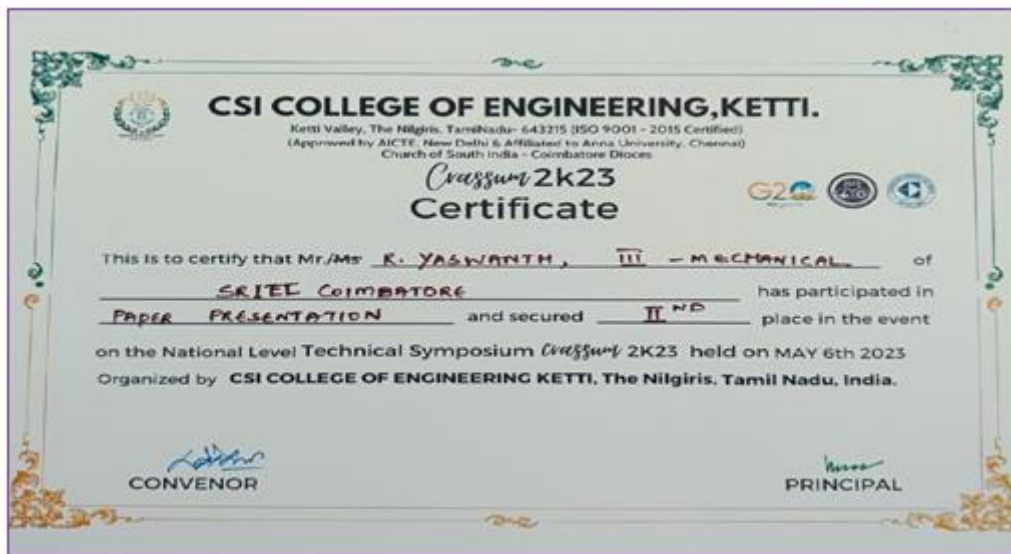 CSI COLLEGE OF ENGINEERING,KETTI.
Ketti Valley, The Nilgiris, TamilNadu- 643215 (ISO 9001 - 2015 Certified)
(Approved by AICTE, New Delhi & Affiliated to Anna University, Chennai)
Church of South India - Coimbatore Dioces
Crassum 2k23
G20
Certificate
This is to certify that Mr./Ms R. YASWANTH, III - MECHANICAL of
SRIET COIMBATORE has participated in
PAPER PRESENTATION and secured II ND place in the event
on the National Level Technical Symposium Crassum 2K23 held on MAY 6th 2023
Organized by CSI COLLEGE OF ENGINEERING KETTI, The Nilgiris, Tamil Nadu, India.
CONVENOR
PRINCIPAL